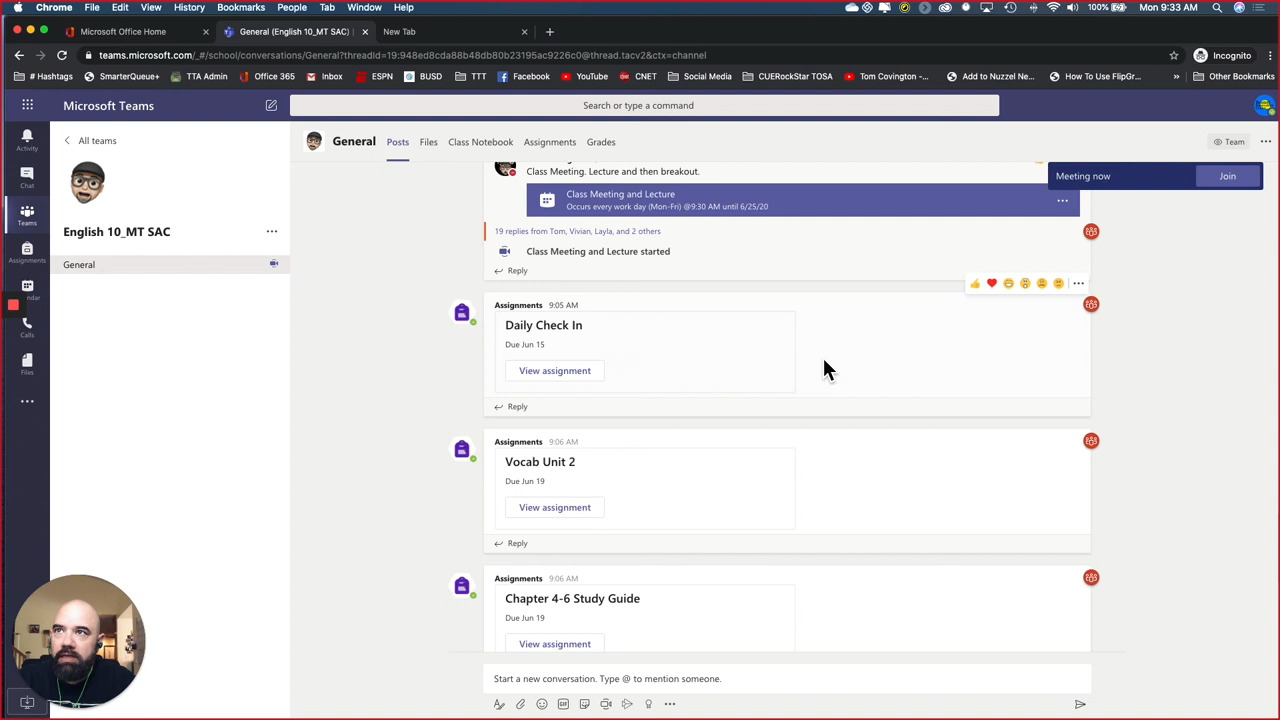 Chrome File Edit View History Bookmarks People Tab Window Help 100% Mon 9:33 AM
Microsoft Office Home General (English 10_MT SAC) New Tab
teams.microsoft.com/_#/school/conversations/General?threadId=19:948ed8cda48b48db80b23195ac9226c0@thread.tacv2&ctx=channel Incognito
# Hashtags SmarterQueue+ TTA Admin Office 365 Inbox ESPN BUSD TTT Facebook YouTube CNET Social Media CUERockStar TOSA Tom Covington -... Add to Nuzzel Ne... How To Use FlipGr... » Other Bookmarks
Microsoft Teams Search or type a command
Activity
Chat
Teams
Assignments
ndar
Calls
Files
All teams
English 10_MT SAC
General
General Posts Files Class Notebook Assignments Grades Team
Meeting now Join
Class Meeting. Lecture and then breakout.
Class Meeting and Lecture
Occurs every work day (Mon-Fri) @9:30 AM until 6/25/20
19 replies from Tom, Vivian, Layla, and 2 others
Class Meeting and Lecture started
Reply
Assignments 9:05 AM
Daily Check In
Due Jun 15
View assignment
Reply
Assignments 9:06 AM
Vocab Unit 2
Due Jun 19
View assignment
Reply
Assignments 9:06 AM
Chapter 4-6 Study Guide
Due Jun 19
View assignment
Start a new conversation. Type @ to mention someone.
GIF